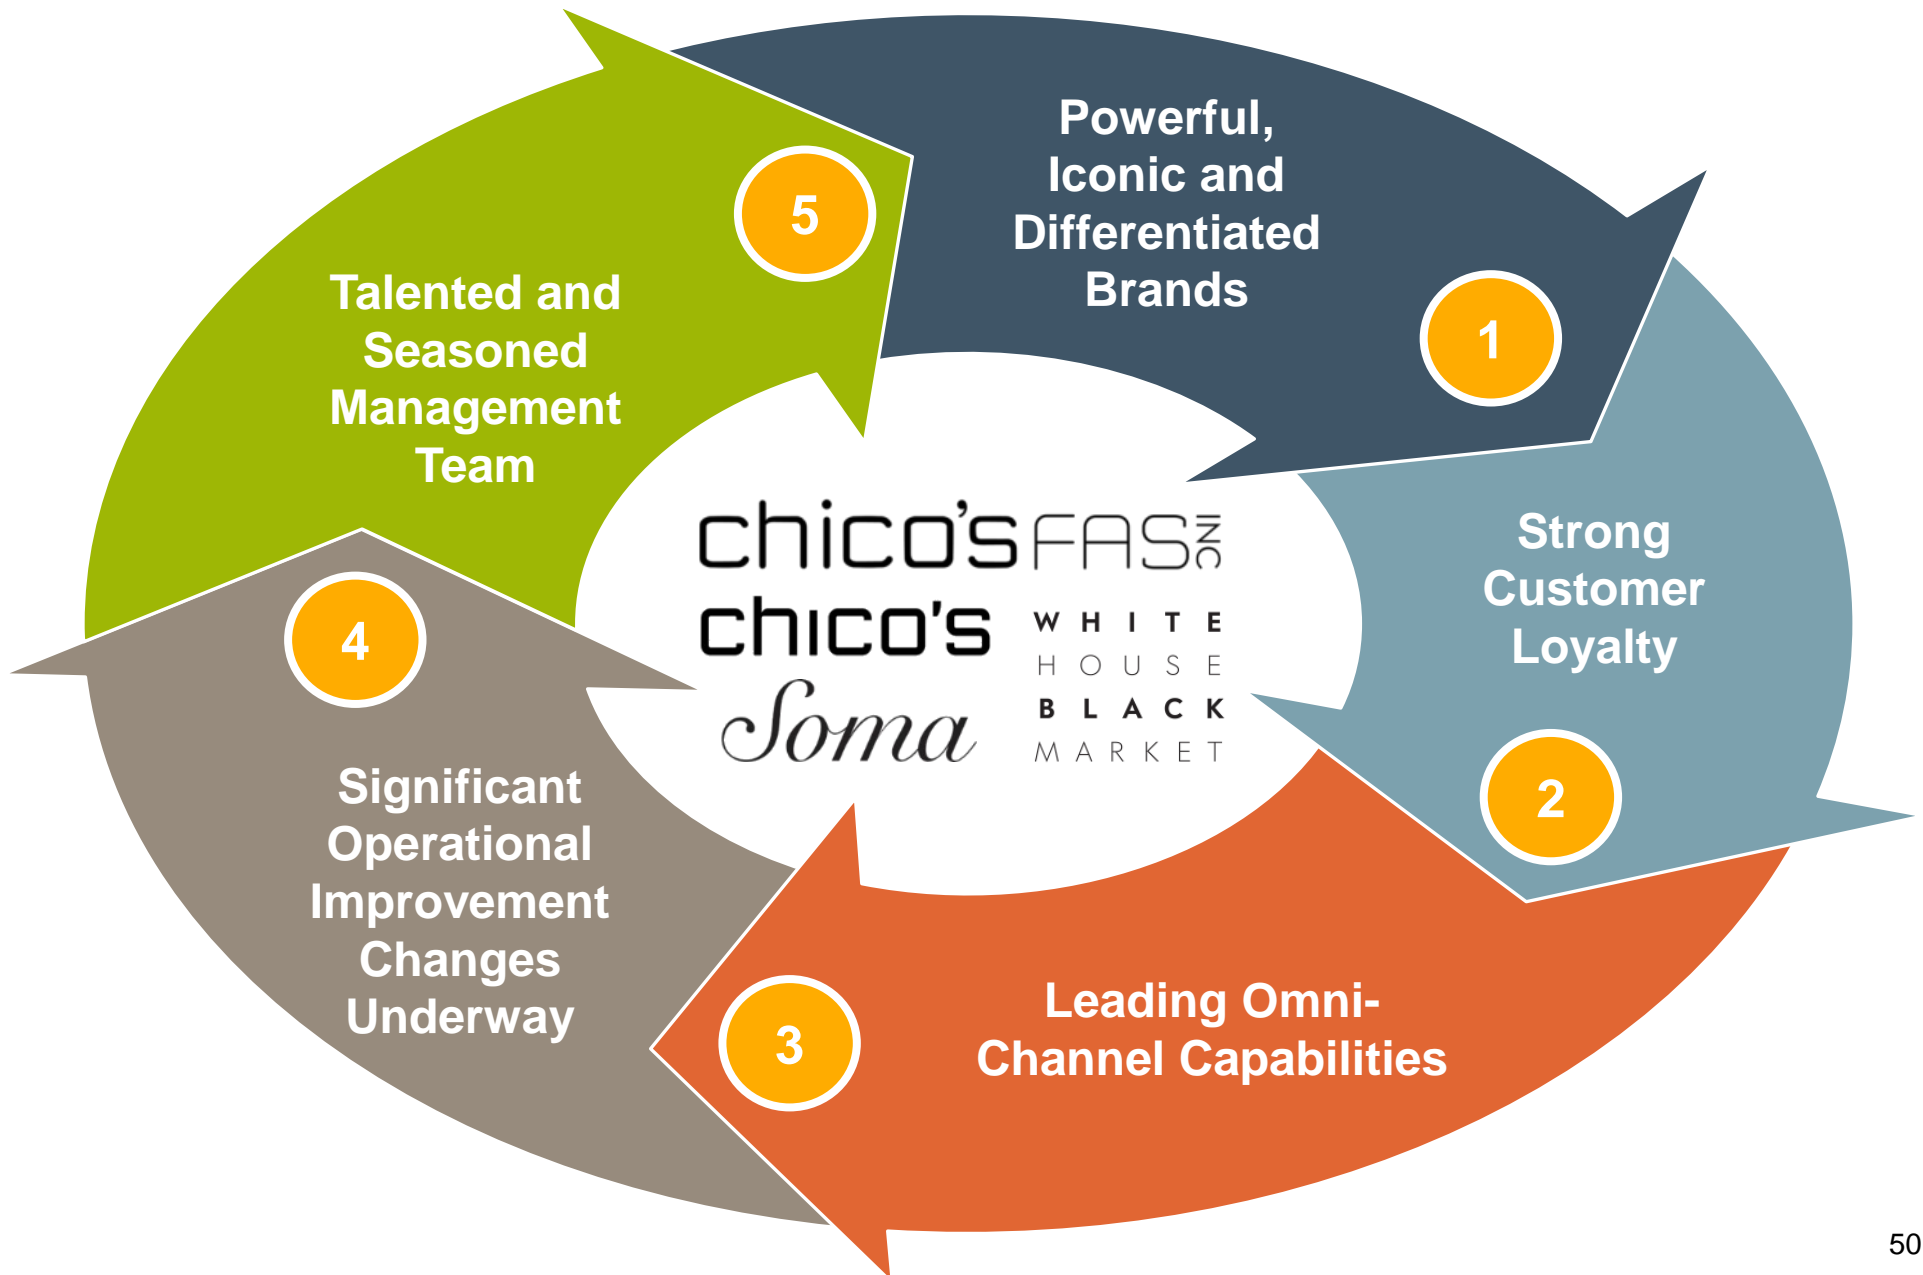 Powerful,
Iconic and
Differentiated
Brands
1
Strong
Customer
Loyalty
2
Leading Omni-
Channel Capabilities
3
Significant
Operational
Improvement
Changes
Underway
4
Talented and
Seasoned
Management
Team
5
chico's FAS INC
chico's
Soma
WHITE
HOUSE
BLACK
MARKET
50